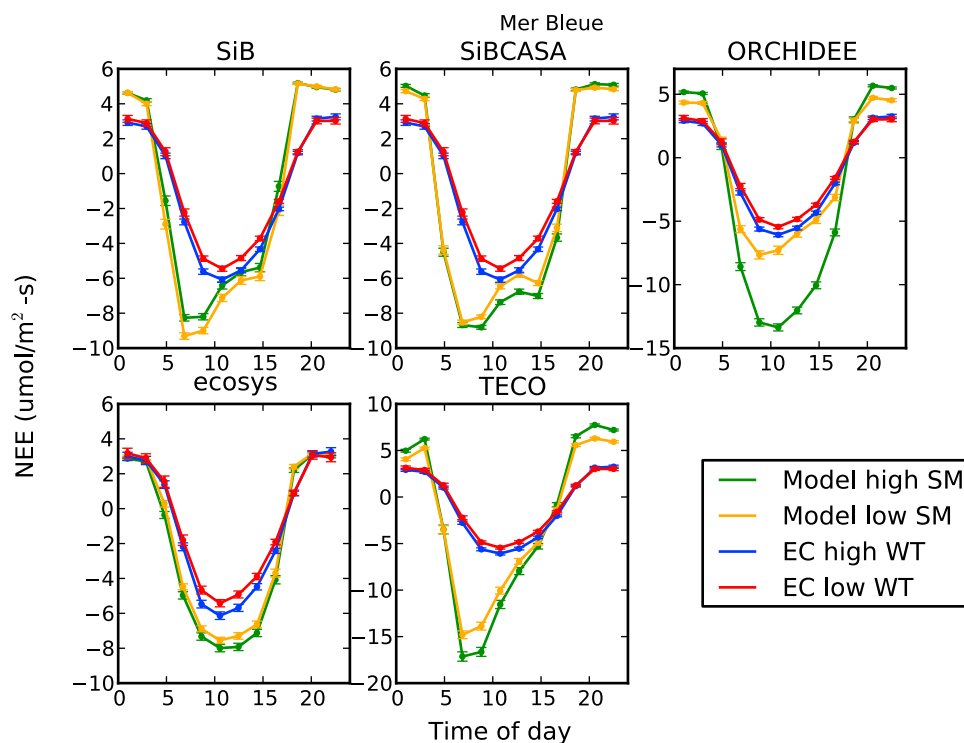 Mer Bleue
SiB
SiBCASA
ORCHIDEE
6
4
2
0
−2
−4
−6
−8
−10
0 5 10 15 20
6
4
2
0
−2
−4
−6
−8
−10
0 5 10 15 20
5
0
−5
−10
−15
0 5 10 15 20
ecosys
TECO
6
4
2
0
−2
−4
−6
−8
−10
0 5 10 15 20
10
5
0
−5
−10
−15
−20
0 5 10 15 20
NEE (umol/m² -s)
Time of day
Model high SM
Model low SM
EC high WT
EC low WT